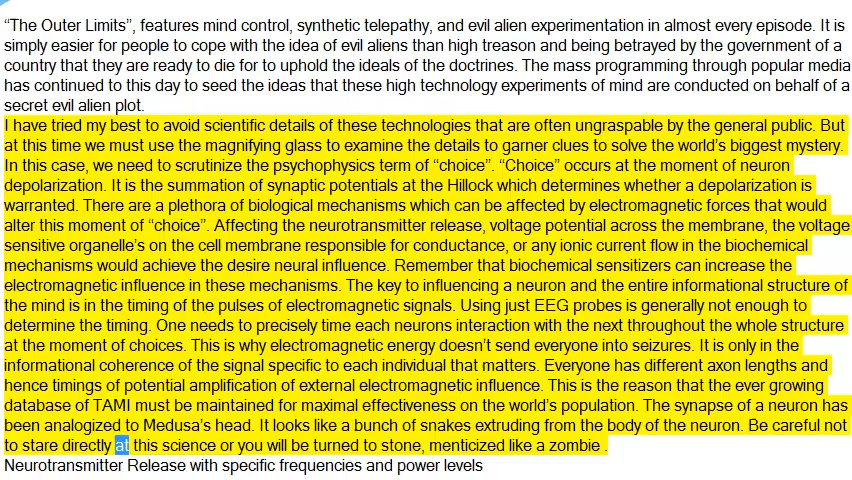 “The Outer Limits”, features mind control, synthetic telepathy, and evil alien experimentation in almost every episode. It is
simply easier for people to cope with the idea of evil aliens than high treason and being betrayed by the government of a
country that they are ready to die for to uphold the ideals of the doctrines. The mass programming through popular media
has continued to this day to seed the ideas that these high technology experiments of mind are conducted on behalf of a
secret evil alien plot.
I have tried my best to avoid scientific details of these technologies that are often ungraspable by the general public. But
at this time we must use the magnifying glass to examine the details to garner clues to solve the world’s biggest mystery.
In this case, we need to scrutinize the psychophysics term of “choice”. “Choice” occurs at the moment of neuron
depolarization. It is the summation of synaptic potentials at the Hillock which determines whether a depolarization is
warranted. There are a plethora of biological mechanisms which can be affected by electromagnetic forces that would
alter this moment of “choice”. Affecting the neurotransmitter release, voltage potential across the membrane, the voltage
sensitive organelle’s on the cell membrane responsible for conductance, or any ionic current flow in the biochemical
mechanisms would achieve the desire neural influence. Remember that biochemical sensitizers can increase the
electromagnetic influence in these mechanisms. The key to influencing a neuron and the entire informational structure of
the mind is in the timing of the pulses of electromagnetic signals. Using just EEG probes is generally not enough to
determine the timing. One needs to precisely time each neurons interaction with the next throughout the whole structure
at the moment of choices. This is why electromagnetic energy doesn’t send everyone into seizures. It is only in the
informational coherence of the signal specific to each individual that matters. Everyone has different axon lengths and
hence timings of potential amplification of external electromagnetic influence. This is the reason that the ever growing
database of TAMI must be maintained for maximal effectiveness on the world’s population. The synapse of a neuron has
been analogized to Medusa’s head. It looks like a bunch of snakes extruding from the body of the neuron. Be careful not
to stare directly at this science or you will be turned to stone, menticized like a zombie .
Neurotransmitter Release with specific frequencies and power levels